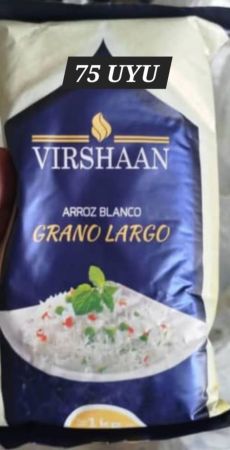 75 UYU
VIRSHAAN
ARROZ BLANCO
GRANO LARGO